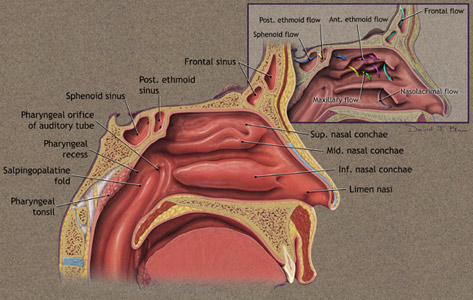 Frontal flow
Post. ethmoid flow
Ant. ethmoid flow
Sphenoid flow
Maxillary flow
Nasolacrimal flow
Frontal sinus
Post. ethmoid
sinus
Sphenoid sinus
Pharyngeal orifice
of auditory tube
Pharyngeal
recess
Salpingopalatine
fold
Pharyngeal
tonsil
Sup. nasal conchae
Mid. nasal conchae
Inf. nasal conchae
Limen nasi